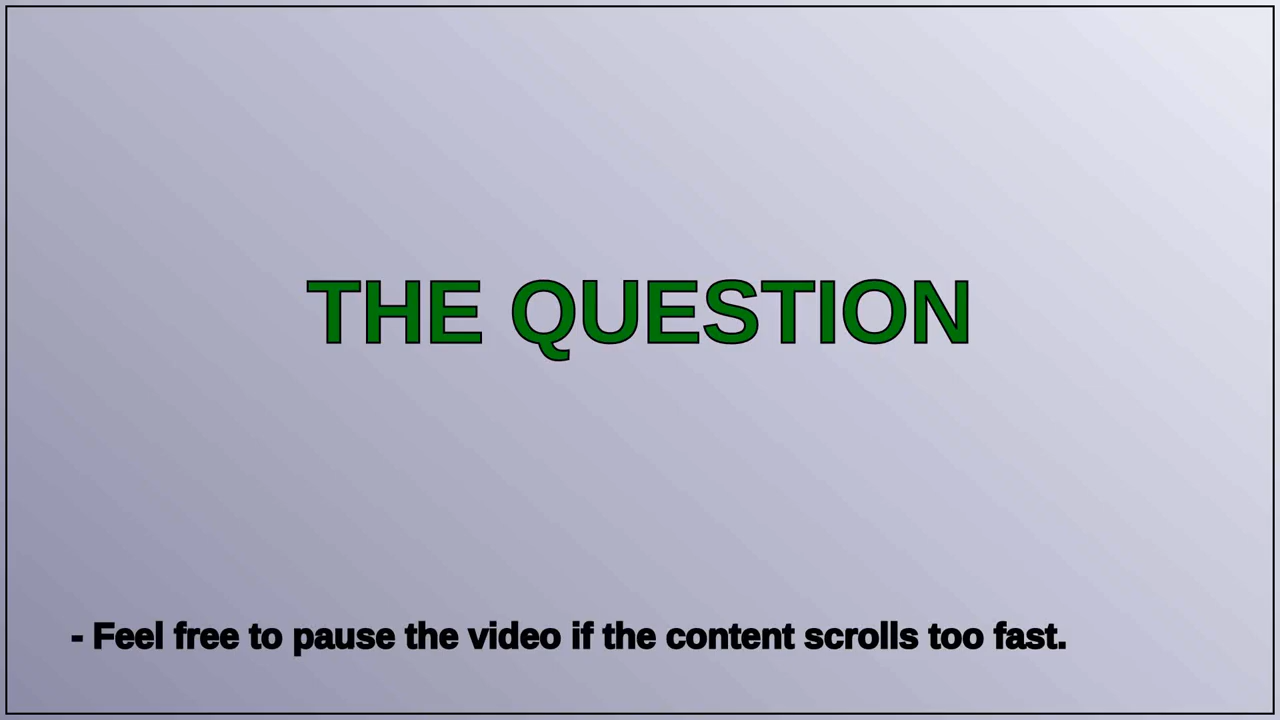 THE QUESTION
- Feel free to pause the video if the content scrolls too fast.